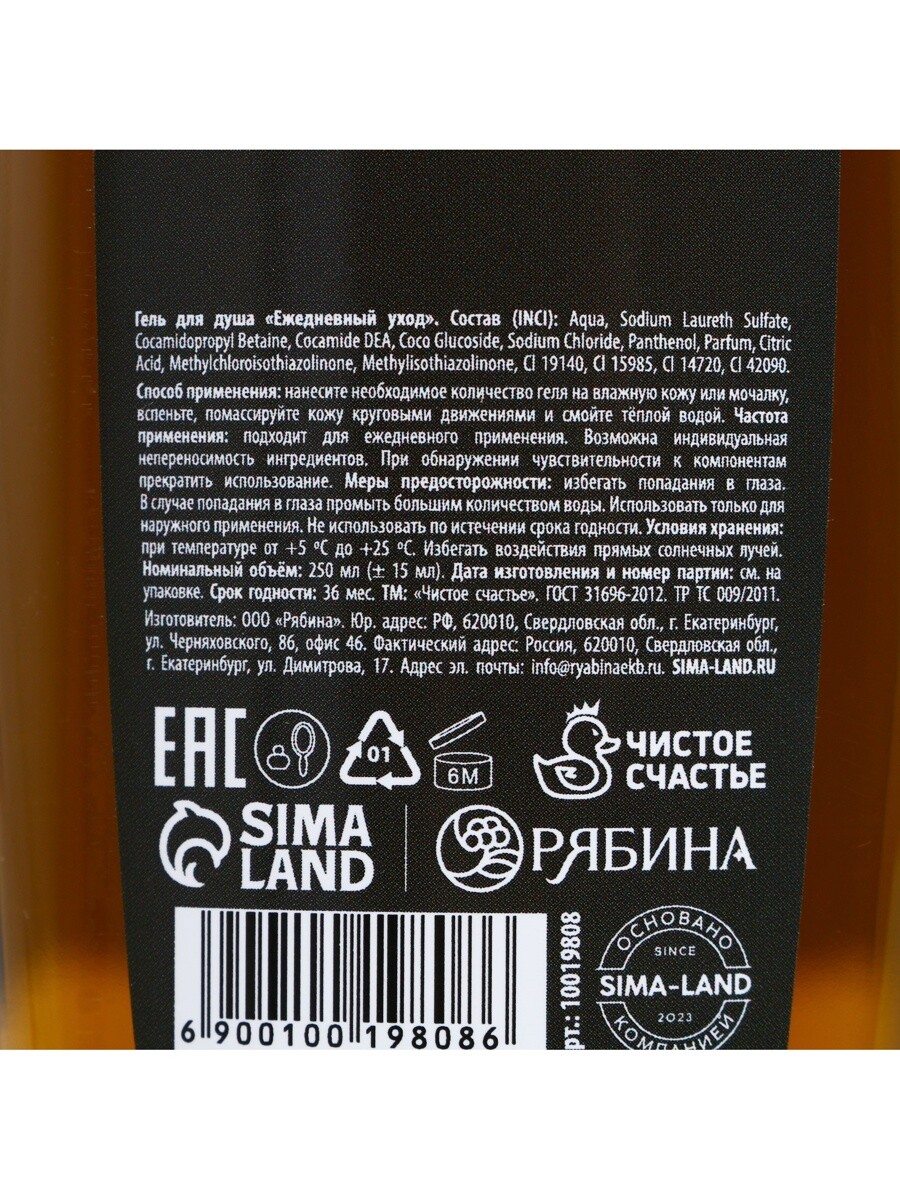 Гель для душа «Ежедневный уход». Состав (INCI): Aqua, Sodium Laureth Sulfate,
Cocamidopropyl Betaine, Cocamide DEA, Coco Glucoside, Sodium Chloride, Panthenol, Parfum, Citric
Acid, Methylchloroisothiazolinone, Methylisothiazolinone, CI 19140, CI 15985, CI 14720, CI 42090.
Способ применения: нанесите необходимое количество геля на влажную кожу или мочалку,
вспеньте, помассируйте кожу круговыми движениями и смойте тёплой водой. Частота
применения: подходит для ежедневного применения. Возможна индивидуальная
непереносимость ингредиентов. При обнаружении чувствительности к компонентам
прекратить использование. Меры предосторожности: избегать попадания в глаза.
В случае попадания в глаза промыть большим количеством воды. Использовать только для
наружного применения. Не использовать по истечении срока годности. Условия хранения:
при температуре от +5 ºС до +25 ºС. Избегать воздействия прямых солнечных лучей.
Номинальный объём: 250 мл (± 15 мл). Дата изготовления и номер партии: см. на
упаковке. Срок годности: 36 мес. ТМ: «Чистое счастье». ГОСТ 31696-2012. ТР ТС 009/2011.
Изготовитель: ООО «Рябина». Юр. адрес: РФ, 620010, Свердловская обл., г. Екатеринбург,
ул. Черняховского, 86, офис 46. Фактический адрес: Россия, 620010, Свердловская обл.,
г. Екатеринбург, ул. Димитрова, 17. Адрес эл. почты: info@ryabinaekb.ru. SIMA-LAND.RU
EAC
01
6M
ЧИСТОЕ
СЧАСТЬЕ
SIMA
LAND
РЯБИНА
6 900100 198086
рт.: 10019808
ОСНОВАНО
SINCE
SIMA-LAND
2023
КОМПАНИЕЙ